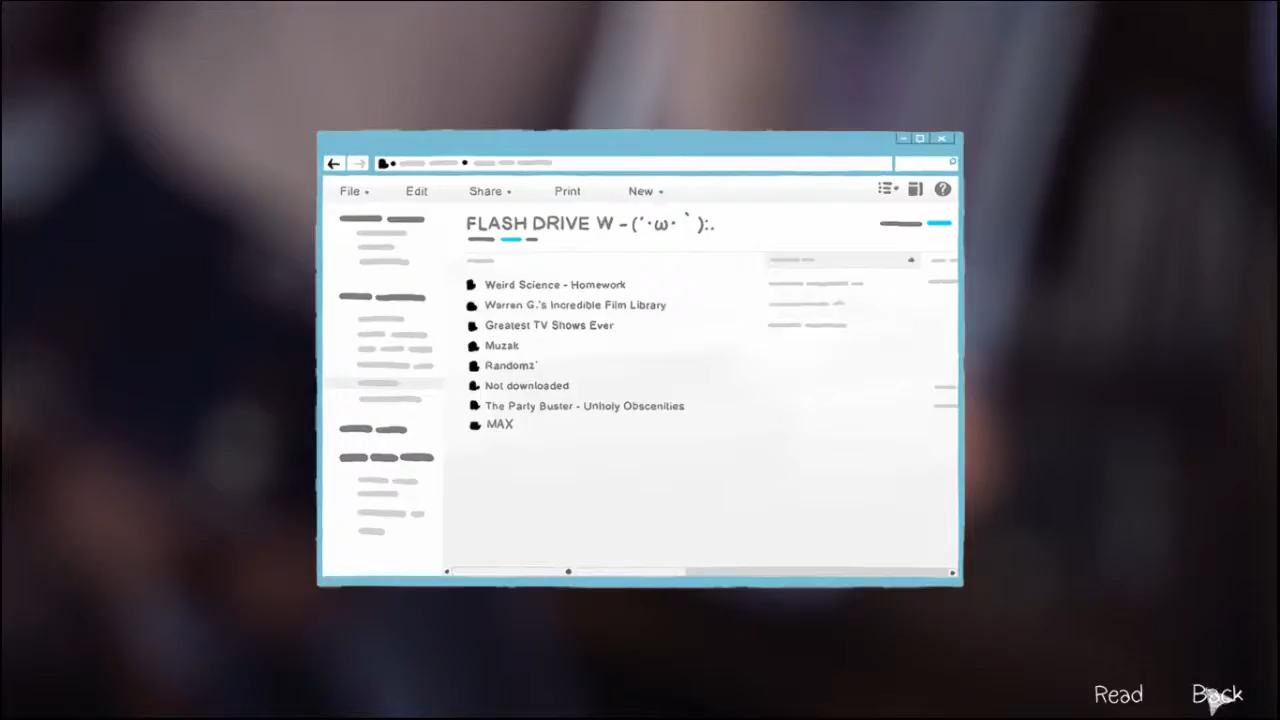 File Edit Share Print New
FLASH DRIVE W -(´･ω･｀):.
Weird Science - Homework
Warren G.'s Incredible Film Library
Greatest TV Shows Ever
Muzak
Randomz'
Not downloaded
The Party Buster - Unholy Obscenities
MAX
Read Back